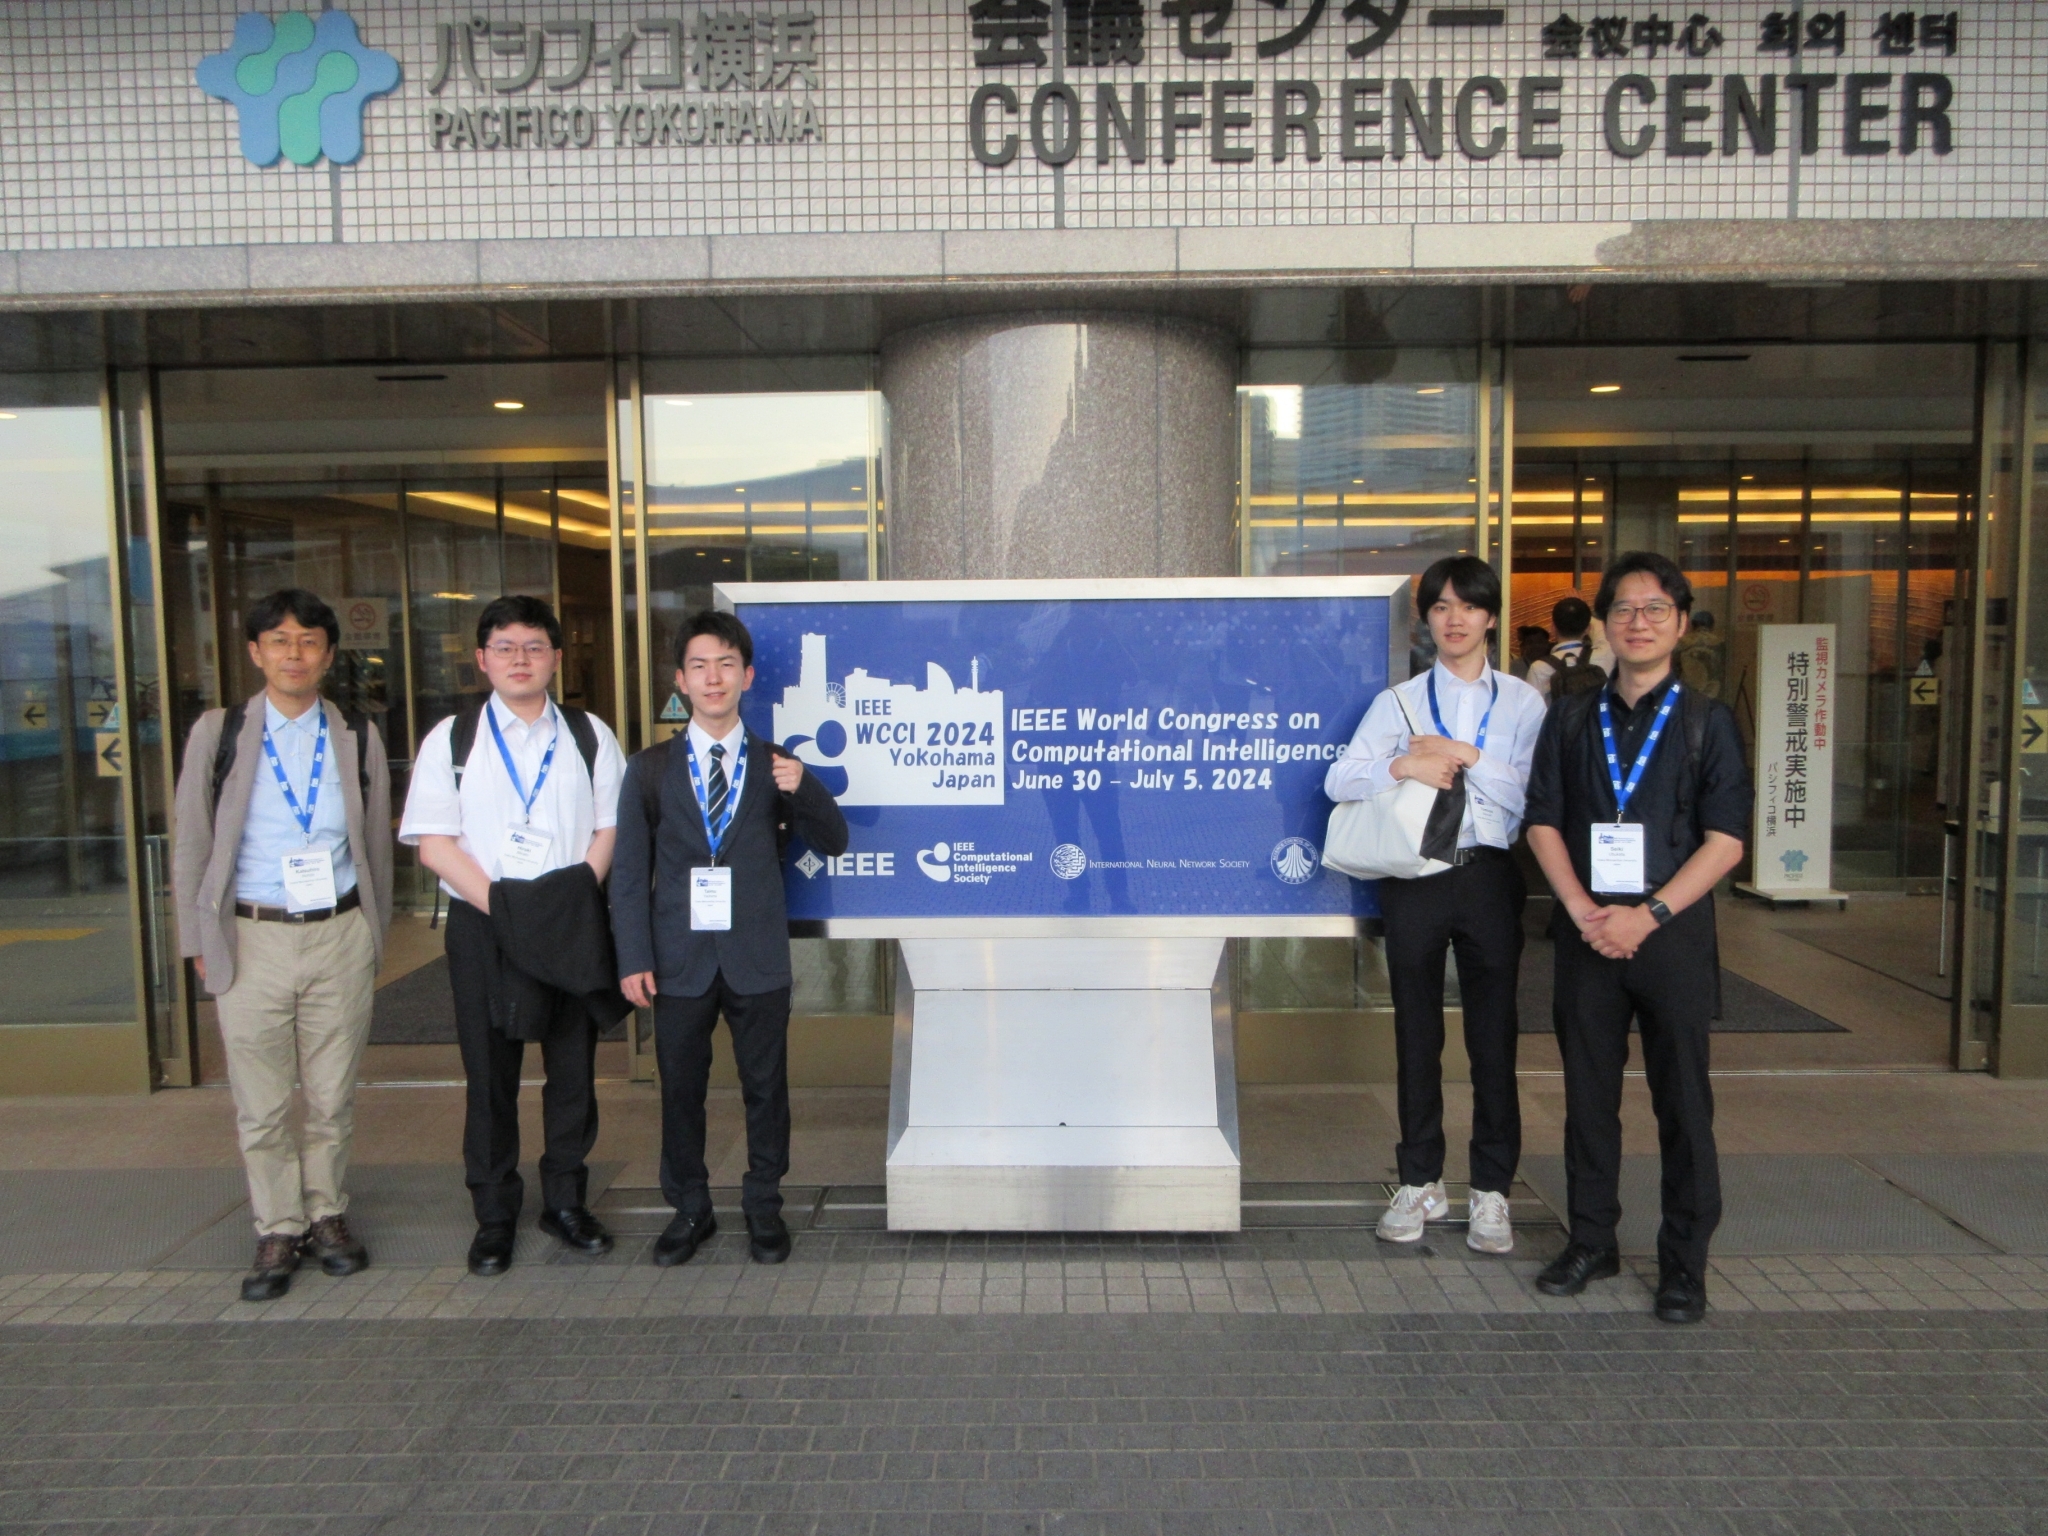 パシフィコ横浜
PACIFICO YOKOHAMA
会議センター 会议中心 회의 센터
CONFERENCE CENTER
IEEE
WCCI 2024
Yokohama
Japan
IEEE World Congress on
Computational Intelligence
June 30 – July 5, 2024
IEEE
IEEE
Computational
Intelligence
Society
INTERNATIONAL NEURAL NETWORK SOCIETY
監視カメラ作動中
特別警戒実施中
パシフィコ横浜
Katsuhiro